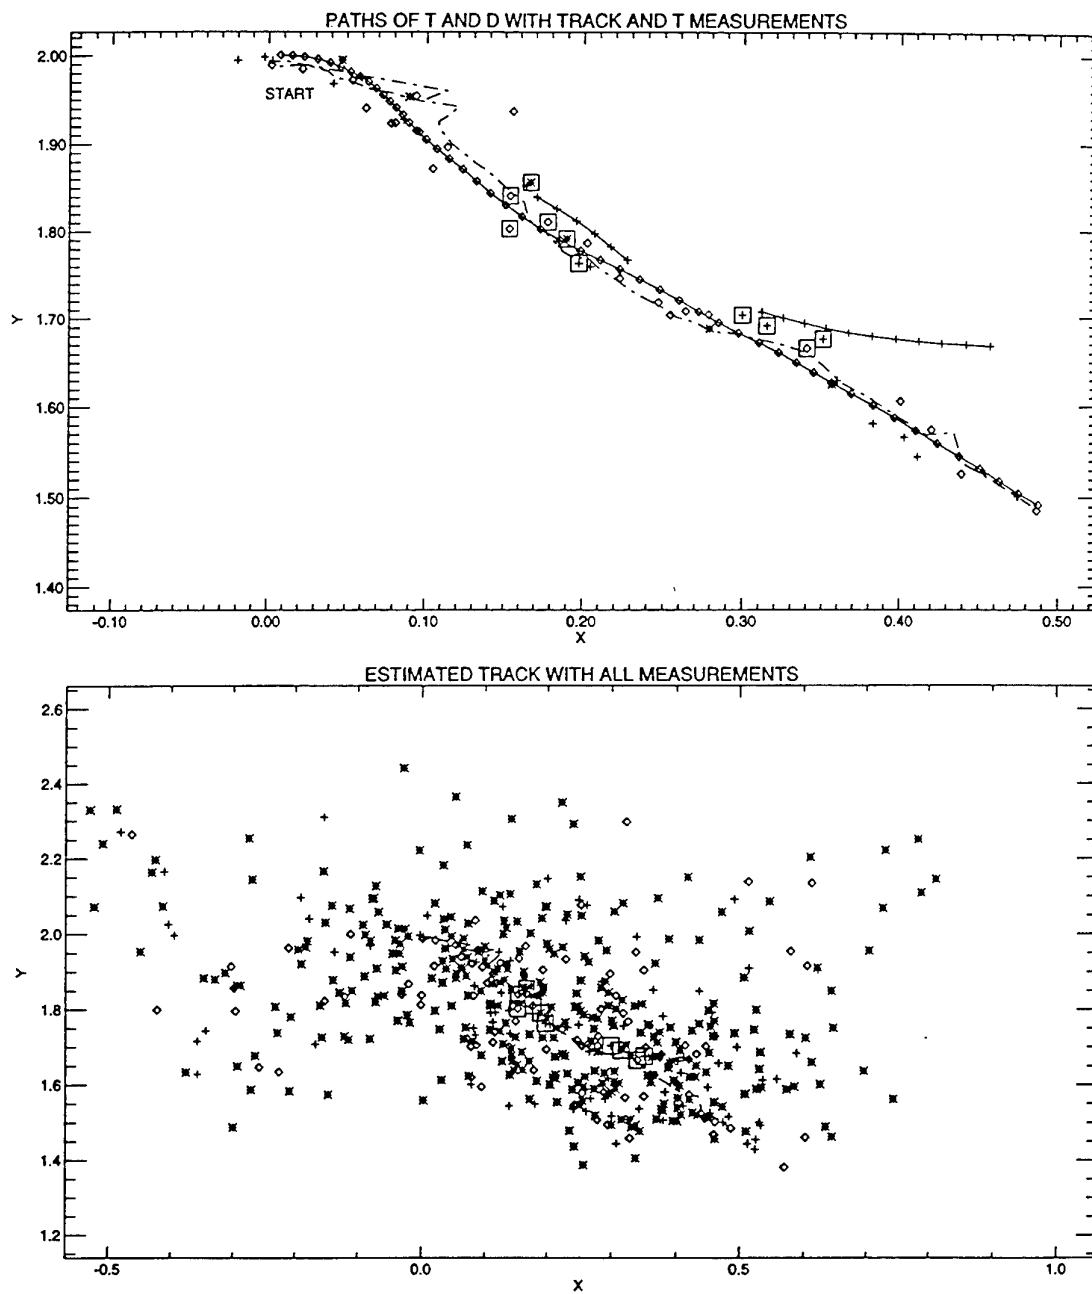 PATHS OF T AND D WITH TRACK AND T MEASUREMENTS
2.00
START
1.90
1.80
Y
1.70
1.60
1.50
1.40
-0.10 0.00 0.10 0.20 0.30 0.40 0.50
X
ESTIMATED TRACK WITH ALL MEASUREMENTS
2.6
2.4
2.2
2.0
Y
1.8
1.6
1.4
1.2
-0.5 0.0 0.5 1.0
X